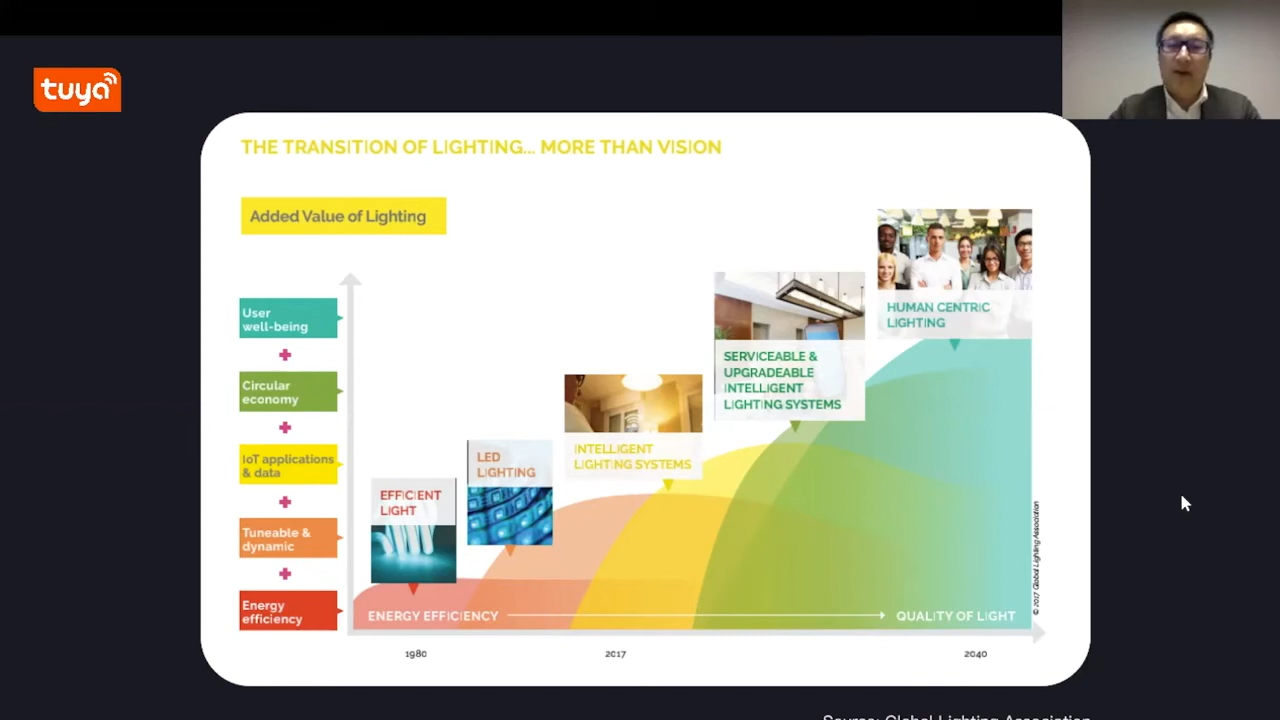 tuya
THE TRANSITION OF LIGHTING... MORE THAN VISION
Added Value of Lighting
User
well-being
Circular
economy
IoT applications
& data
Tuneable &
dynamic
Energy
efficiency
EFFICIENT
LIGHT
LED
LIGHTING
INTELLIGENT
LIGHTING SYSTEMS
SERVICEABLE &
UPGRADEABLE
INTELLIGENT
LIGHTING SYSTEMS
HUMAN CENTRIC
LIGHTING
ENERGY EFFICIENCY
QUALITY OF LIGHT
© 2017 Global Lighting Association
1980
2017
2040
Source: Global Lighting Association